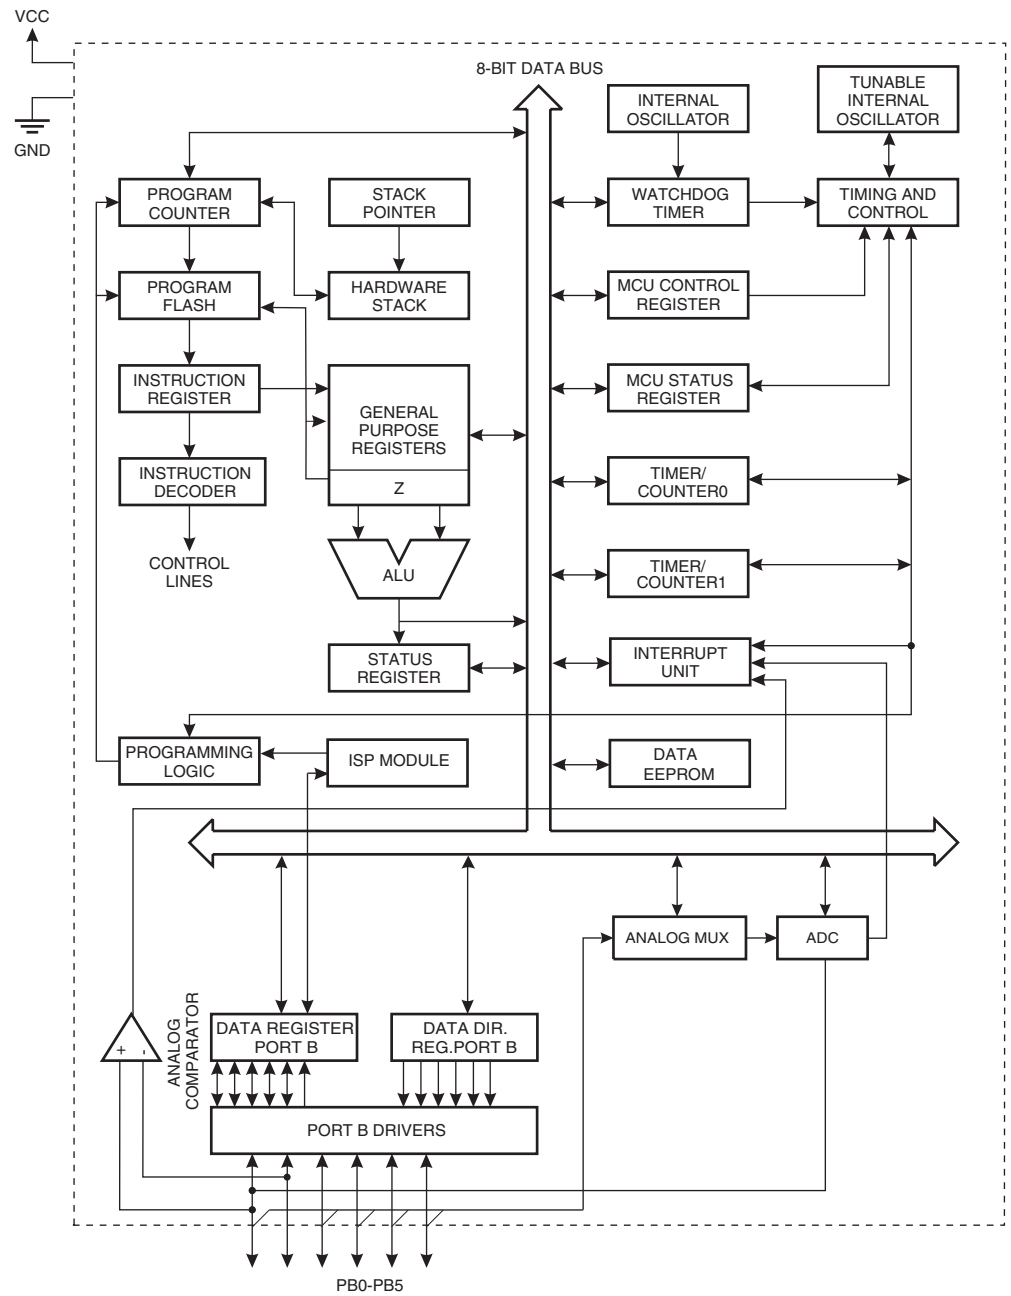 VCC
GND
8-BIT DATA BUS
INTERNAL
OSCILLATOR
TUNABLE
INTERNAL
OSCILLATOR
PROGRAM
COUNTER
STACK
POINTER
WATCHDOG
TIMER
TIMING AND
CONTROL
PROGRAM
FLASH
HARDWARE
STACK
MCU CONTROL
REGISTER
INSTRUCTION
REGISTER
GENERAL
PURPOSE
REGISTERS
Z
MCU STATUS
REGISTER
INSTRUCTION
DECODER
TIMER/
COUNTER0
CONTROL
LINES
ALU
TIMER/
COUNTER1
STATUS
REGISTER
INTERRUPT
UNIT
PROGRAMMING
LOGIC
ISP MODULE
DATA
EEPROM
ANALOG MUX
ADC
ANALOG
COMPARATOR
+ -
DATA REGISTER
PORT B
DATA DIR.
REG.PORT B
PORT B DRIVERS
PB0-PB5